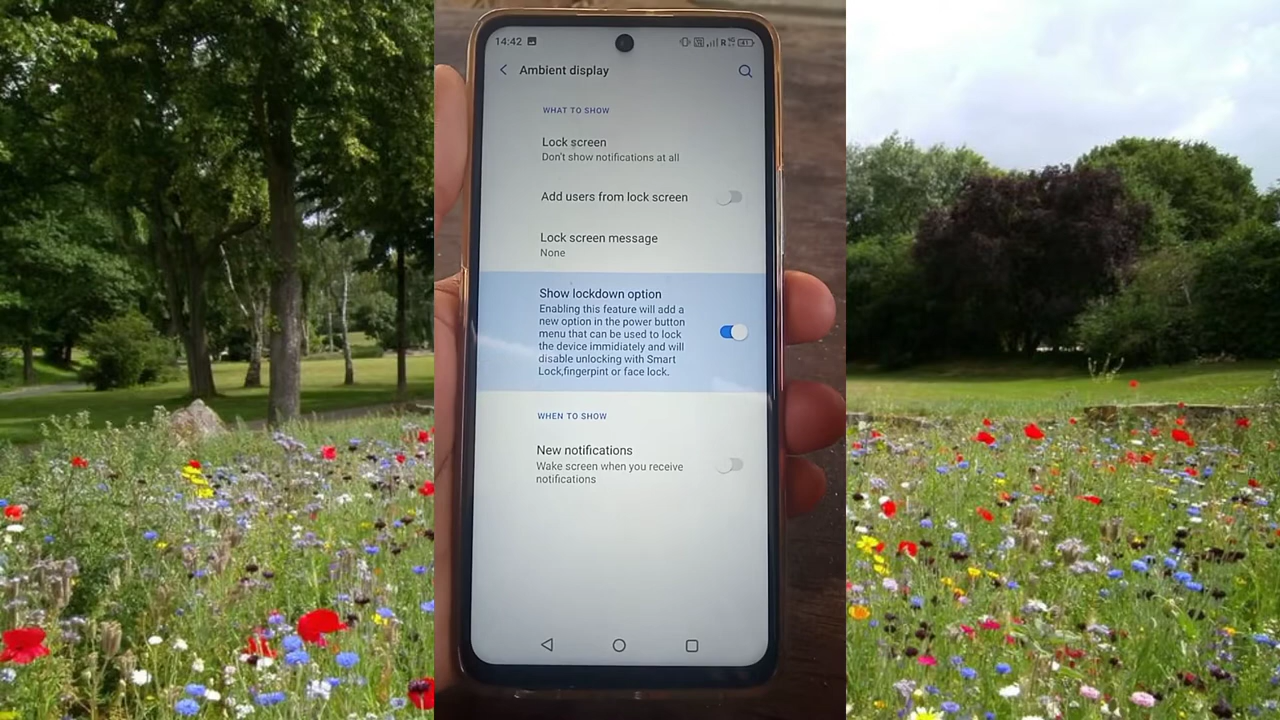 14:42
Ambient display
WHAT TO SHOW
Lock screen
Don't show notifications at all
Add users from lock screen
Lock screen message
None
Show lockdown option
Enabling this feature will add a
new option in the power button
menu that can be used to lock
the device immediately and will
disable unlocking with Smart
Lock,fingerpint or face lock.
WHEN TO SHOW
New notifications
Wake screen when you receive
notifications